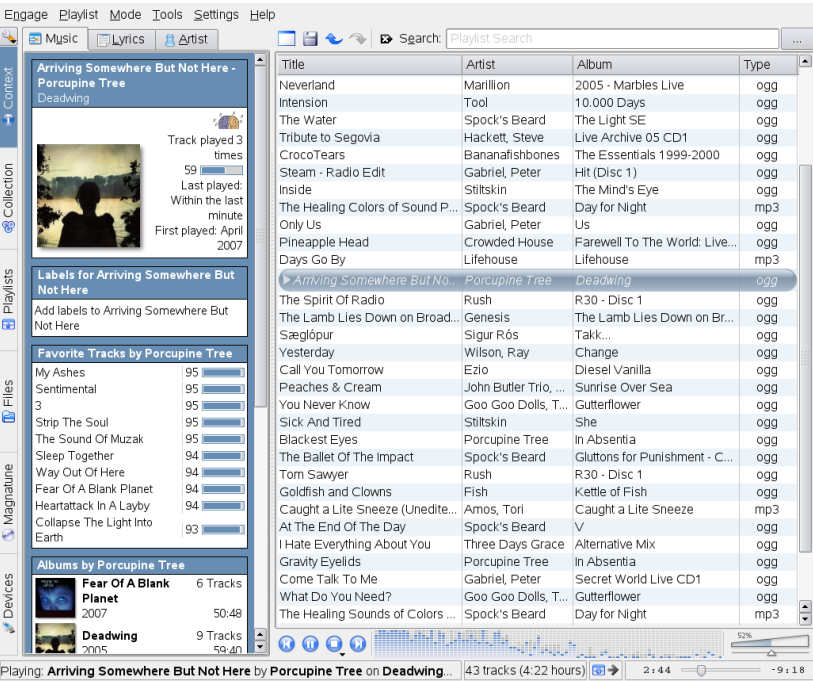 Engage Playlist Mode Tools Settings Help
Music Lyrics Artist
Search: Playlist Search ...
Context
Collection
Playlists
Files
Magnatune
Devices
Arriving Somewhere But Not Here -
Porcupine Tree
Deadwing
Track played 3
times
59
Last played:
Within the last
minute
First played: April
2007
Labels for Arriving Somewhere But
Not Here
Add labels to Arriving Somewhere But
Not Here
Favorite Tracks by Porcupine Tree
My Ashes 95
Sentimental 95
3 95
Strip The Soul 95
The Sound Of Muzak 95
Sleep Together 94
Way Out Of Here 94
Fear Of A Blank Planet 94
Heartattack In A Layby 94
Collapse The Light Into
Earth 93
Albums by Porcupine Tree
Fear Of A Blank 6 Tracks
Planet
2007 50:48
Deadwing 9 Tracks
2005 59:40
Title Artist Album Type
Neverland Marillion 2005 - Marbles Live ogg
Intension Tool 10.000 Days ogg
The Water Spock's Beard The Light SE ogg
Tribute to Segovia Hackett, Steve Live Archive 05 CD1 ogg
CrocoTears Bananafishbones The Essentials 1999-2000 ogg
Steam - Radio Edit Gabriel, Peter Hit (Disc 1) ogg
Inside Stiltskin The Mind's Eye ogg
The Healing Colors of Sound P... Spock's Beard Day for Night mp3
Only Us Gabriel, Peter Us ogg
Pineapple Head Crowded House Farewell To The World: Live... ogg
Days Go By Lifehouse Lifehouse mp3
Arriving Somewhere But No.. Porcupine Tree Deadwing ogg
The Spirit Of Radio Rush R30 - Disc 1 ogg
The Lamb Lies Down on Broad... Genesis The Lamb Lies Down on Br... ogg
Sæglópur Sigur Rós Takk... ogg
Yesterday Wilson, Ray Change ogg
Call You Tomorrow Ezio Diesel Vanilla ogg
Peaches & Cream John Butler Trio, ... Sunrise Over Sea ogg
You Never Know Goo Goo Dolls, T... Gutterflower ogg
Sick And Tired Stiltskin She ogg
Blackest Eyes Porcupine Tree In Absentia ogg
The Ballet Of The Impact Spock's Beard Gluttons for Punishment - C... ogg
Tom Sawyer Rush R30 - Disc 1 ogg
Goldfish and Clowns Fish Kettle of Fish ogg
Caught a Lite Sneeze (Unedite... Amos, Tori Caught a Lite Sneeze mp3
At The End Of The Day Spock's Beard V ogg
I Hate Everything About You Three Days Grace Alternative Mix ogg
Gravity Eyelids Porcupine Tree In Absentia ogg
Come Talk To Me Gabriel, Peter Secret World Live CD1 ogg
What Do You Need? Goo Goo Dolls, T... Gutterflower ogg
The Healing Sounds of Colors ... Spock's Beard Day for Night mp3
52%
Playing: Arriving Somewhere But Not Here by Porcupine Tree on Deadwing... 43 tracks (4:22 hours) 2:44 -9:18